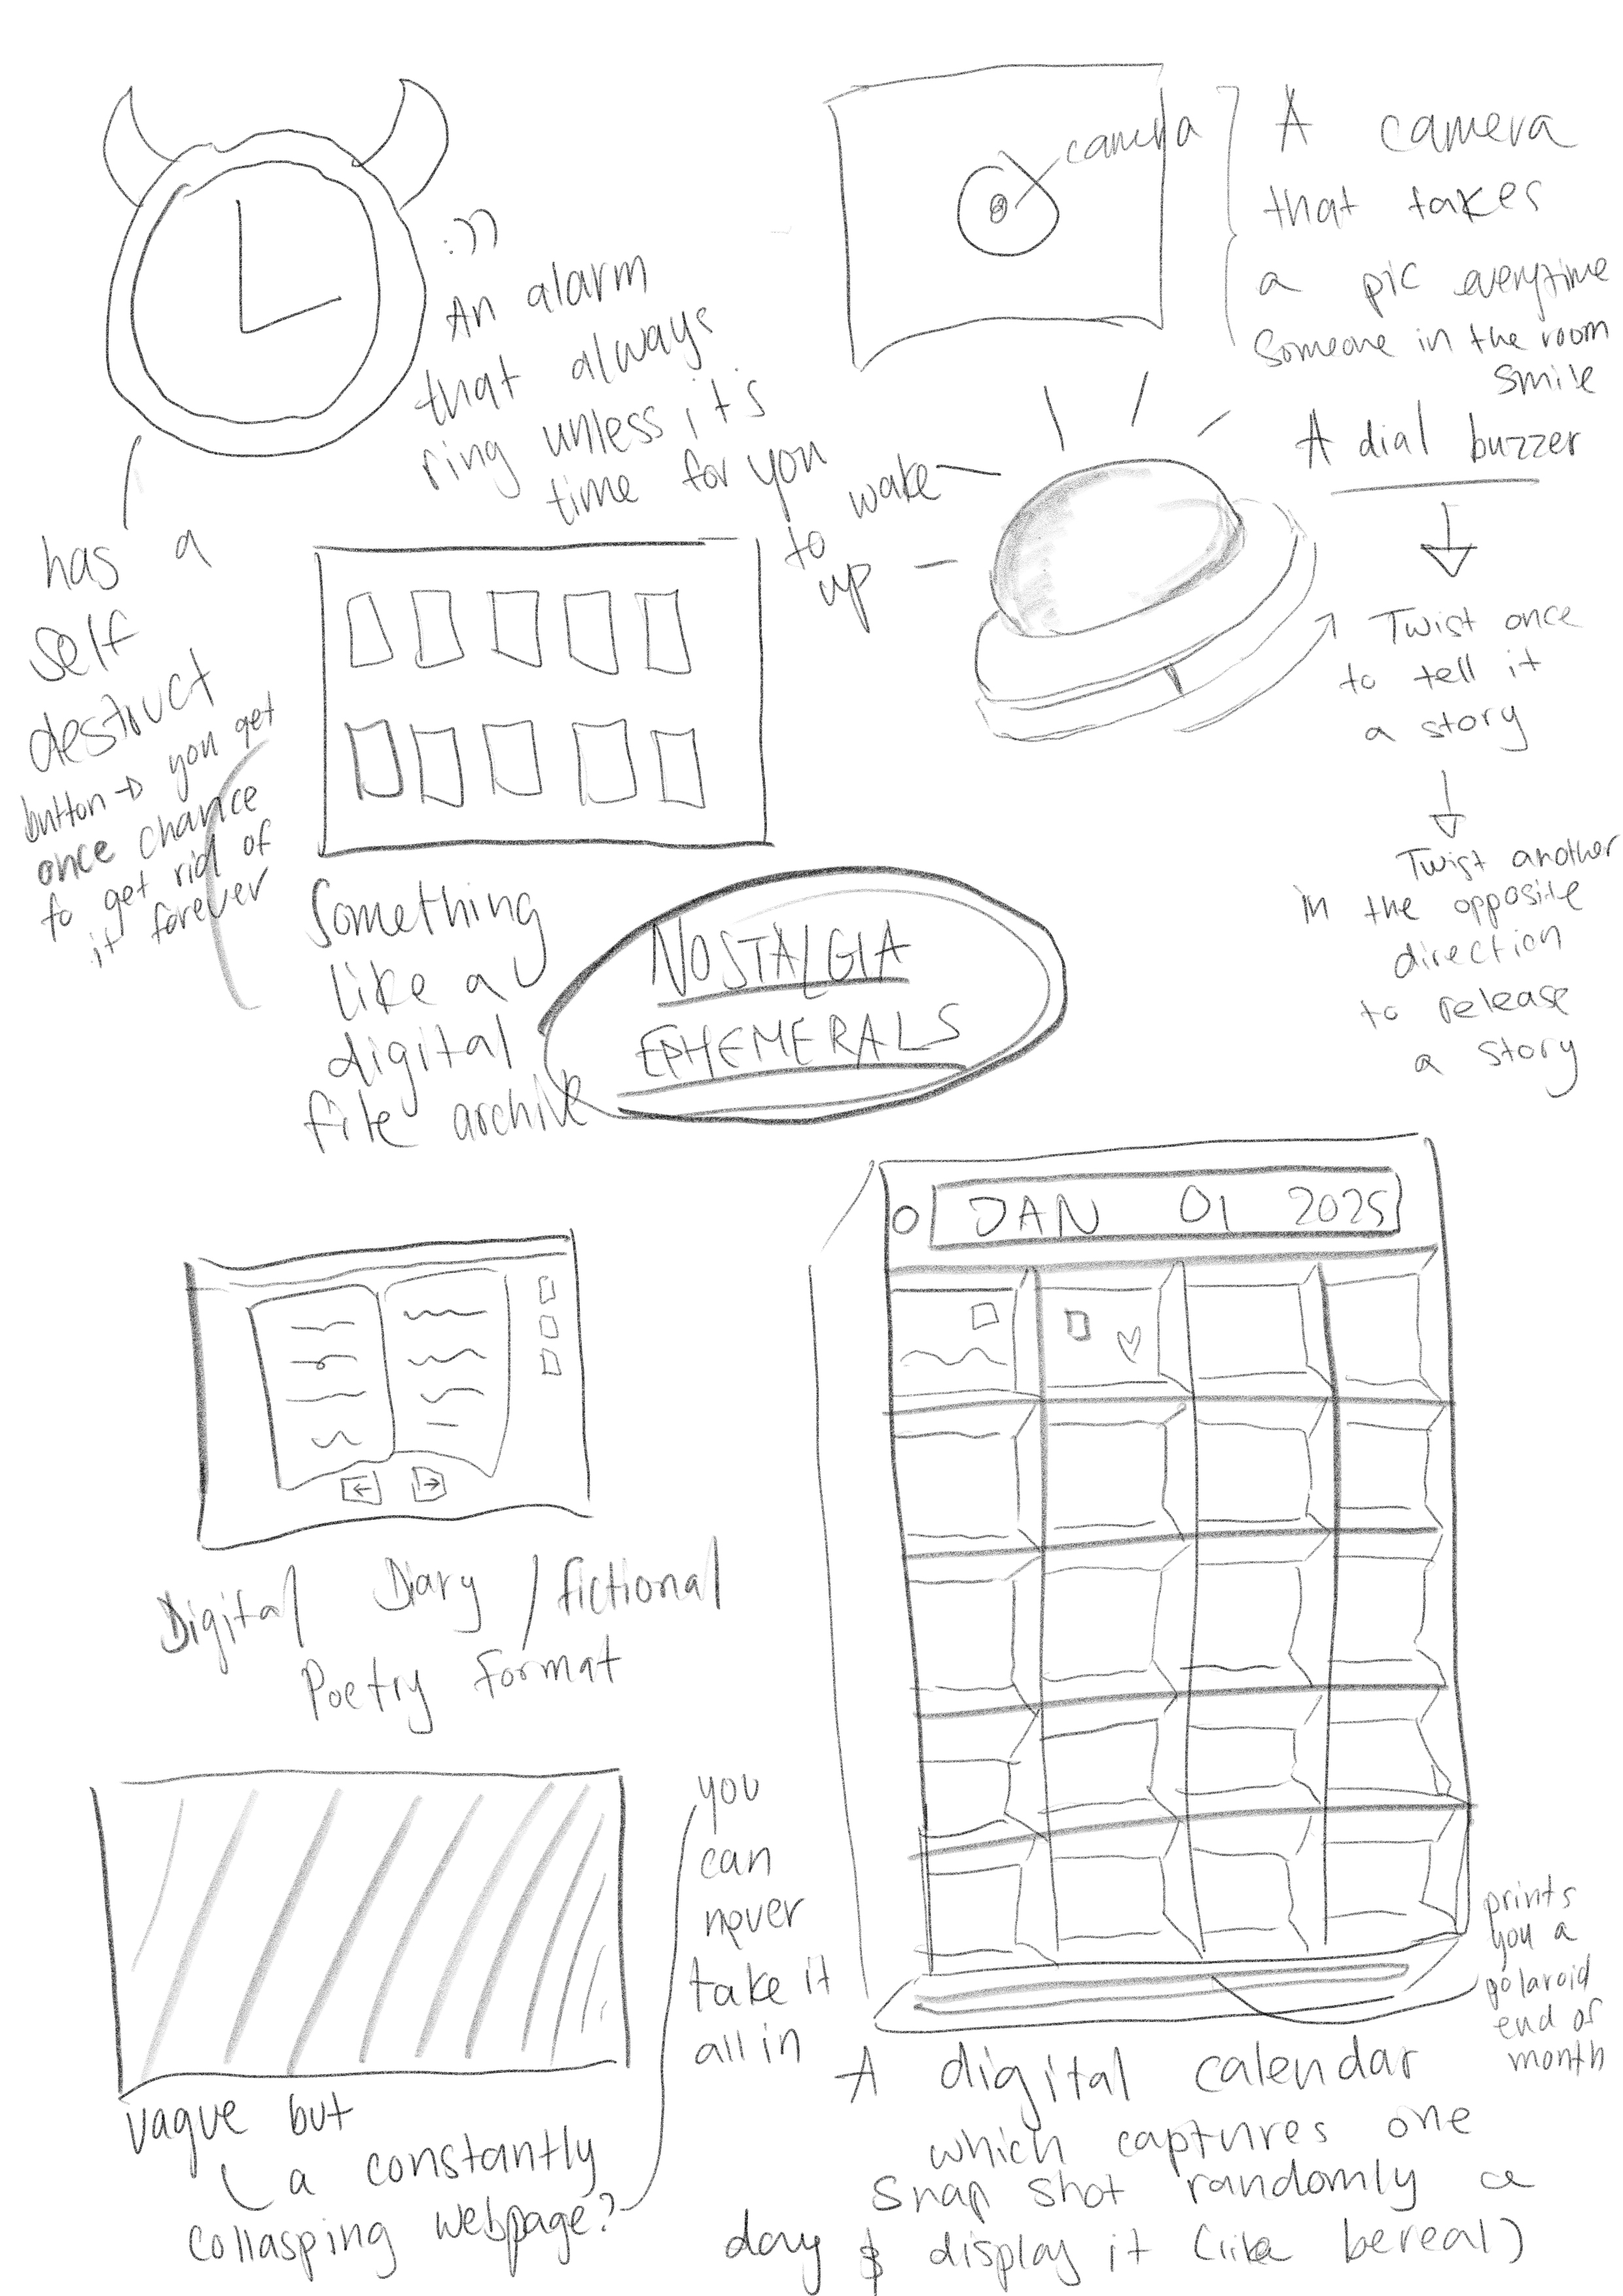 :))
An alarm
that always
ring unless it's
time for you
to wake
up
has a
self
destruct
button → you get
once chance
to get rid of
it forever
camera
A camera
that takes
a pic everytime
Someone in the room
smile
A dial buzzer
Twist once
to tell it
a story
Twist another
in the opposite
direction
to release
a story
Something
like a
digital
file archive
NOSTALGIA
EPHEMERALS
Digital Diary / fictional
Poetry Format
JAN 01 2025
prints
you a
polaroid
end of
month
A digital calendar
which captures one
snap shot randomly a
day & display it (like bereal)
vague but
a constantly
collasping webpage?
you
can
never
take it
all in